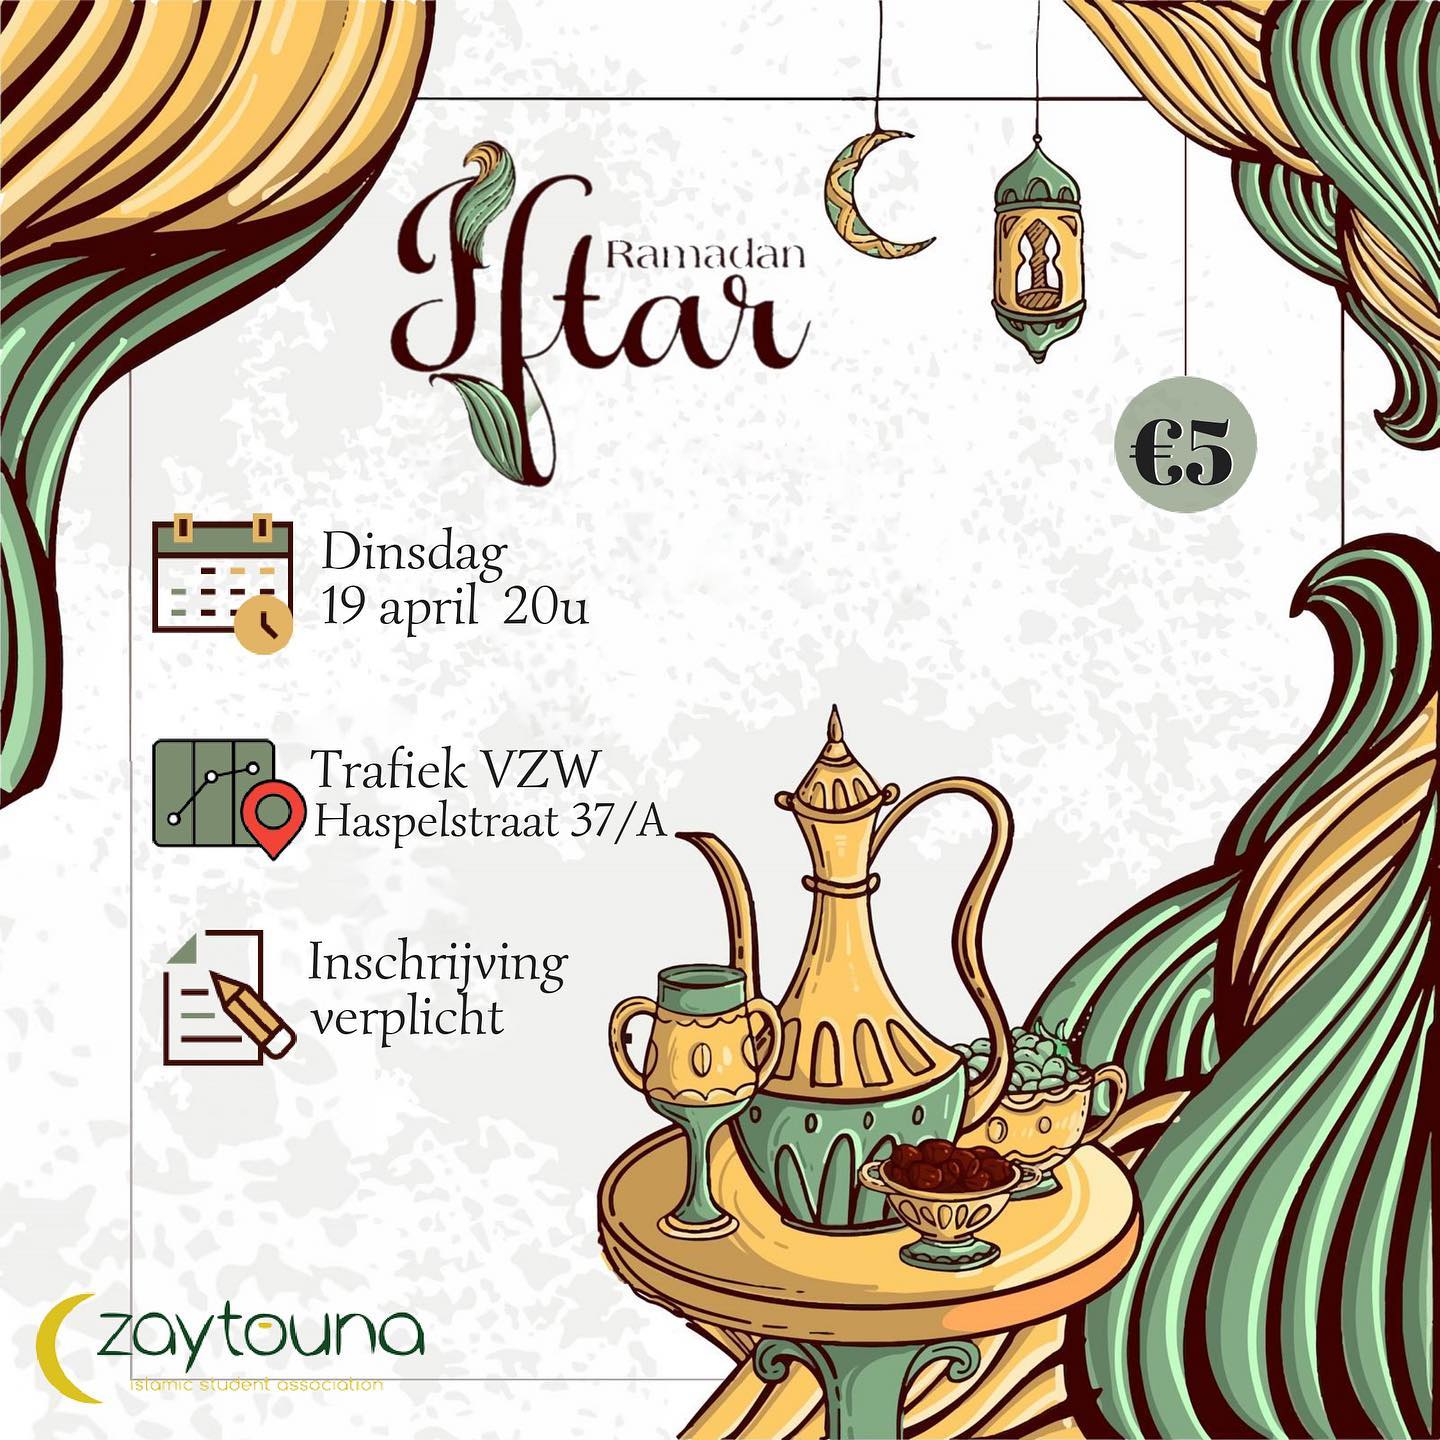 Ramadan
Iftar
€5
Dinsdag
19 april 20u
Trafiek VZW
Haspelstraat 37/A
Inschrijving
verplicht
zaytouna
islamic student association